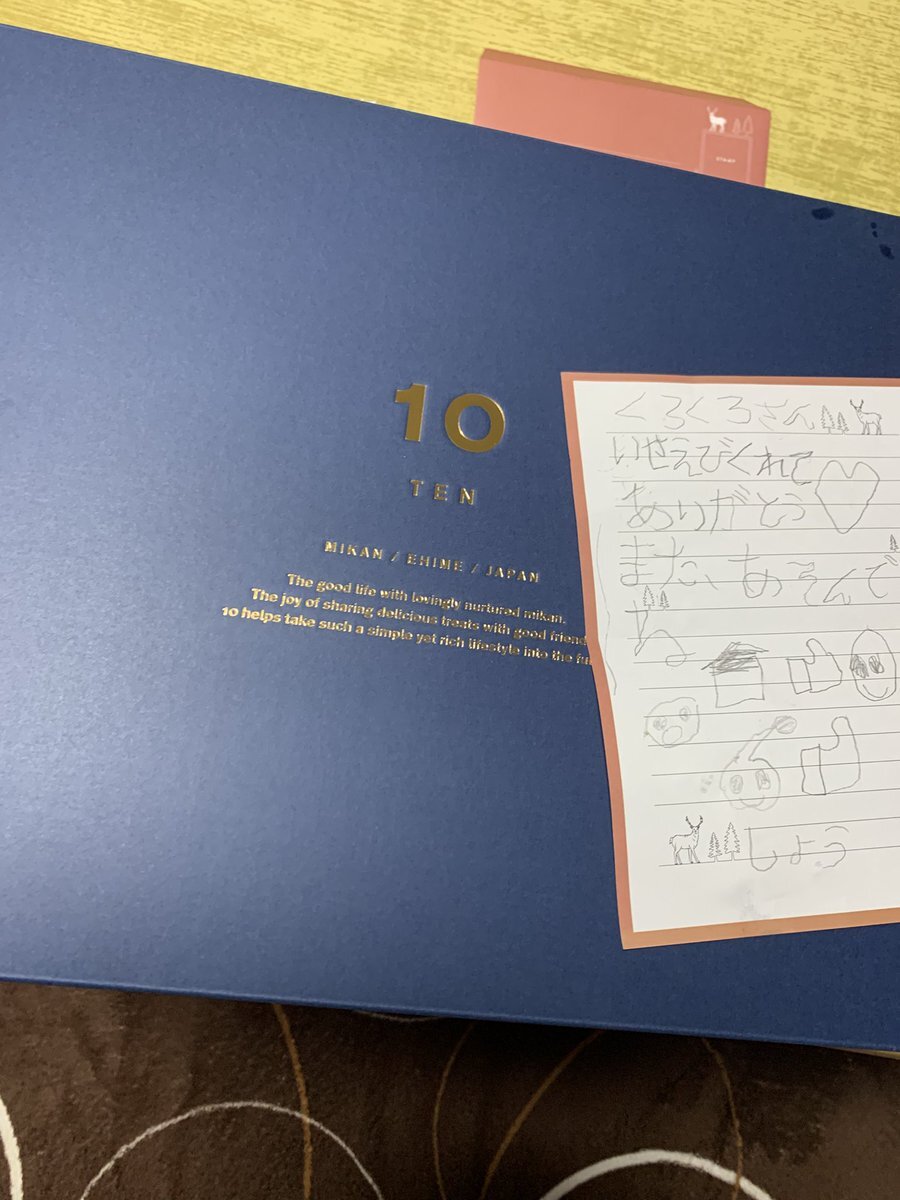 STAMP
10
TEN
MIKAN / EHIME / JAPAN
The good life with lovingly nurtured mikan.
The joy of sharing delicious treats with good friend
10 helps take such a simple yet rich lifestyle into the fu
くろくろさん
いせえびくれて
ありがとう
また、あそんで
ね
しょう